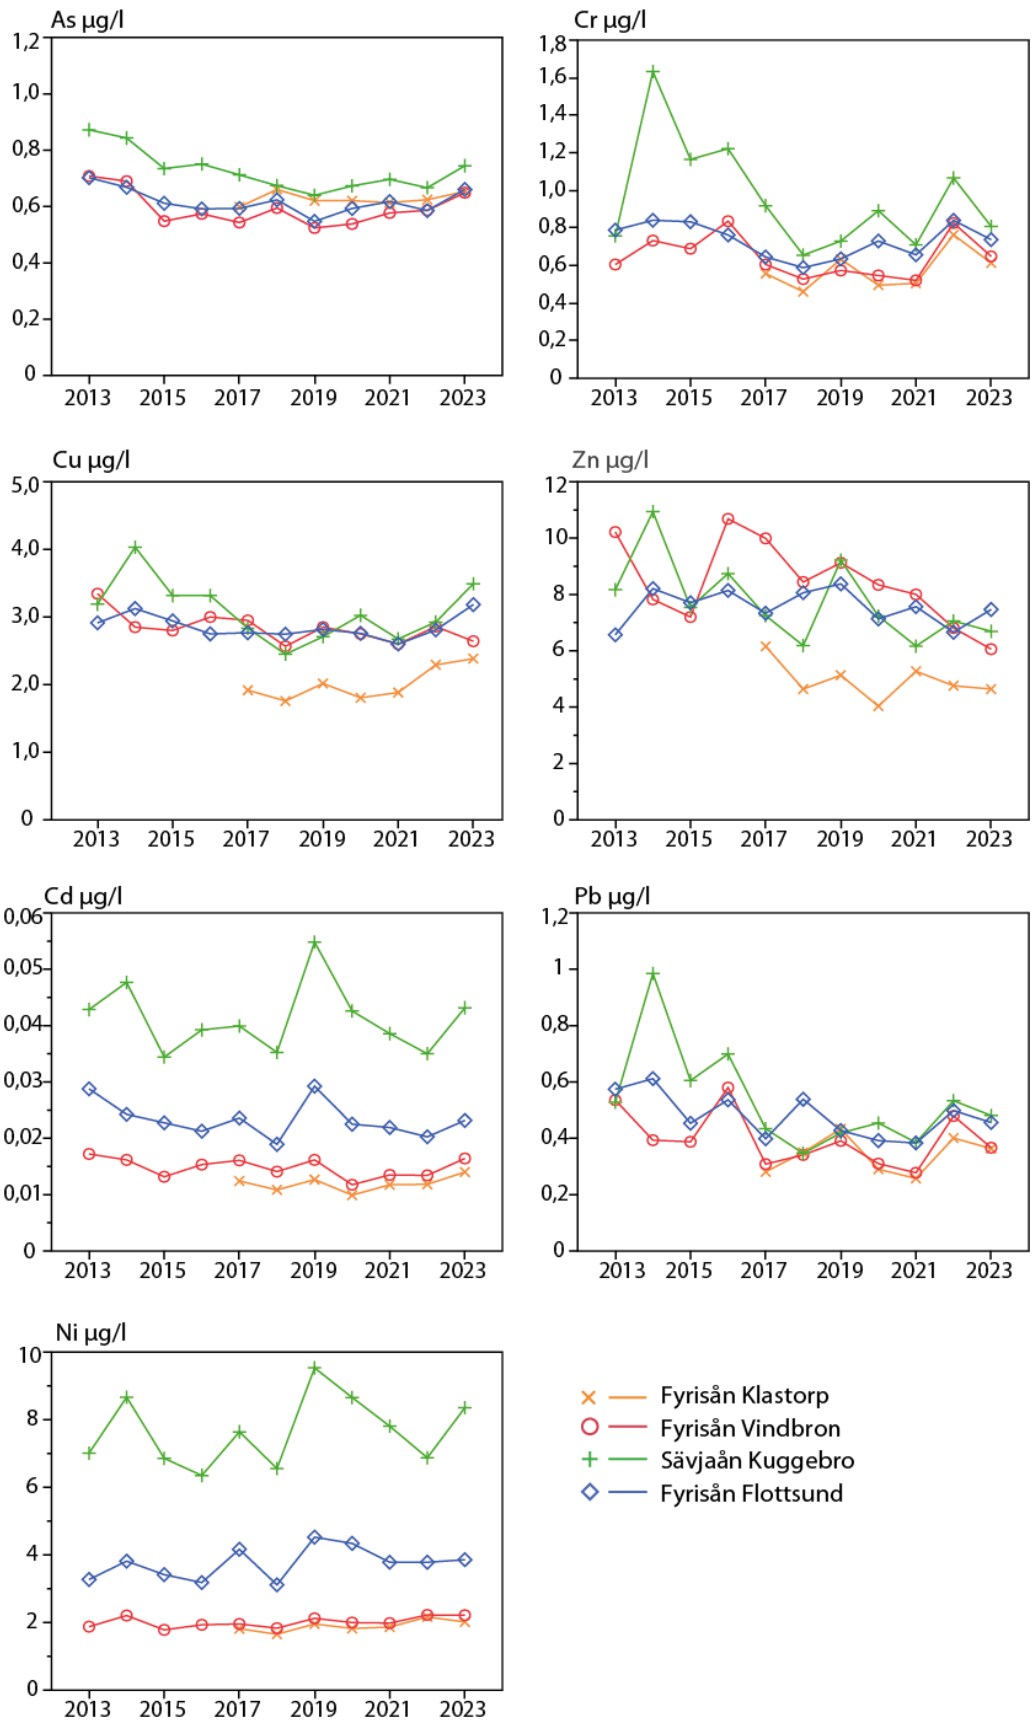 As µg/l
1,2
1,0
0,8
0,6
0,4
0,2
0
2013 2015 2017 2019 2021 2023
Cr µg/l
1,8
1,6
1,4
1,2
1,0
0,8
0,6
0,4
0,2
0
2013 2015 2017 2019 2021 2023
Cu µg/l
5,0
4,0
3,0
2,0
1,0
0
2013 2015 2017 2019 2021 2023
Zn µg/l
12
10
8
6
4
2
0
2013 2015 2017 2019 2021 2023
Cd µg/l
0,06
0,05
0,04
0,03
0,02
0,01
0
2013 2015 2017 2019 2021 2023
Pb µg/l
1,2
1
0,8
0,6
0,4
0,2
0
2013 2015 2017 2019 2021 2023
Ni µg/l
10
8
6
4
2
0
2013 2015 2017 2019 2021 2023
Fyrisån Klastorp
Fyrisån Vindbron
Sävjaån Kuggebro
Fyrisån Flottsund